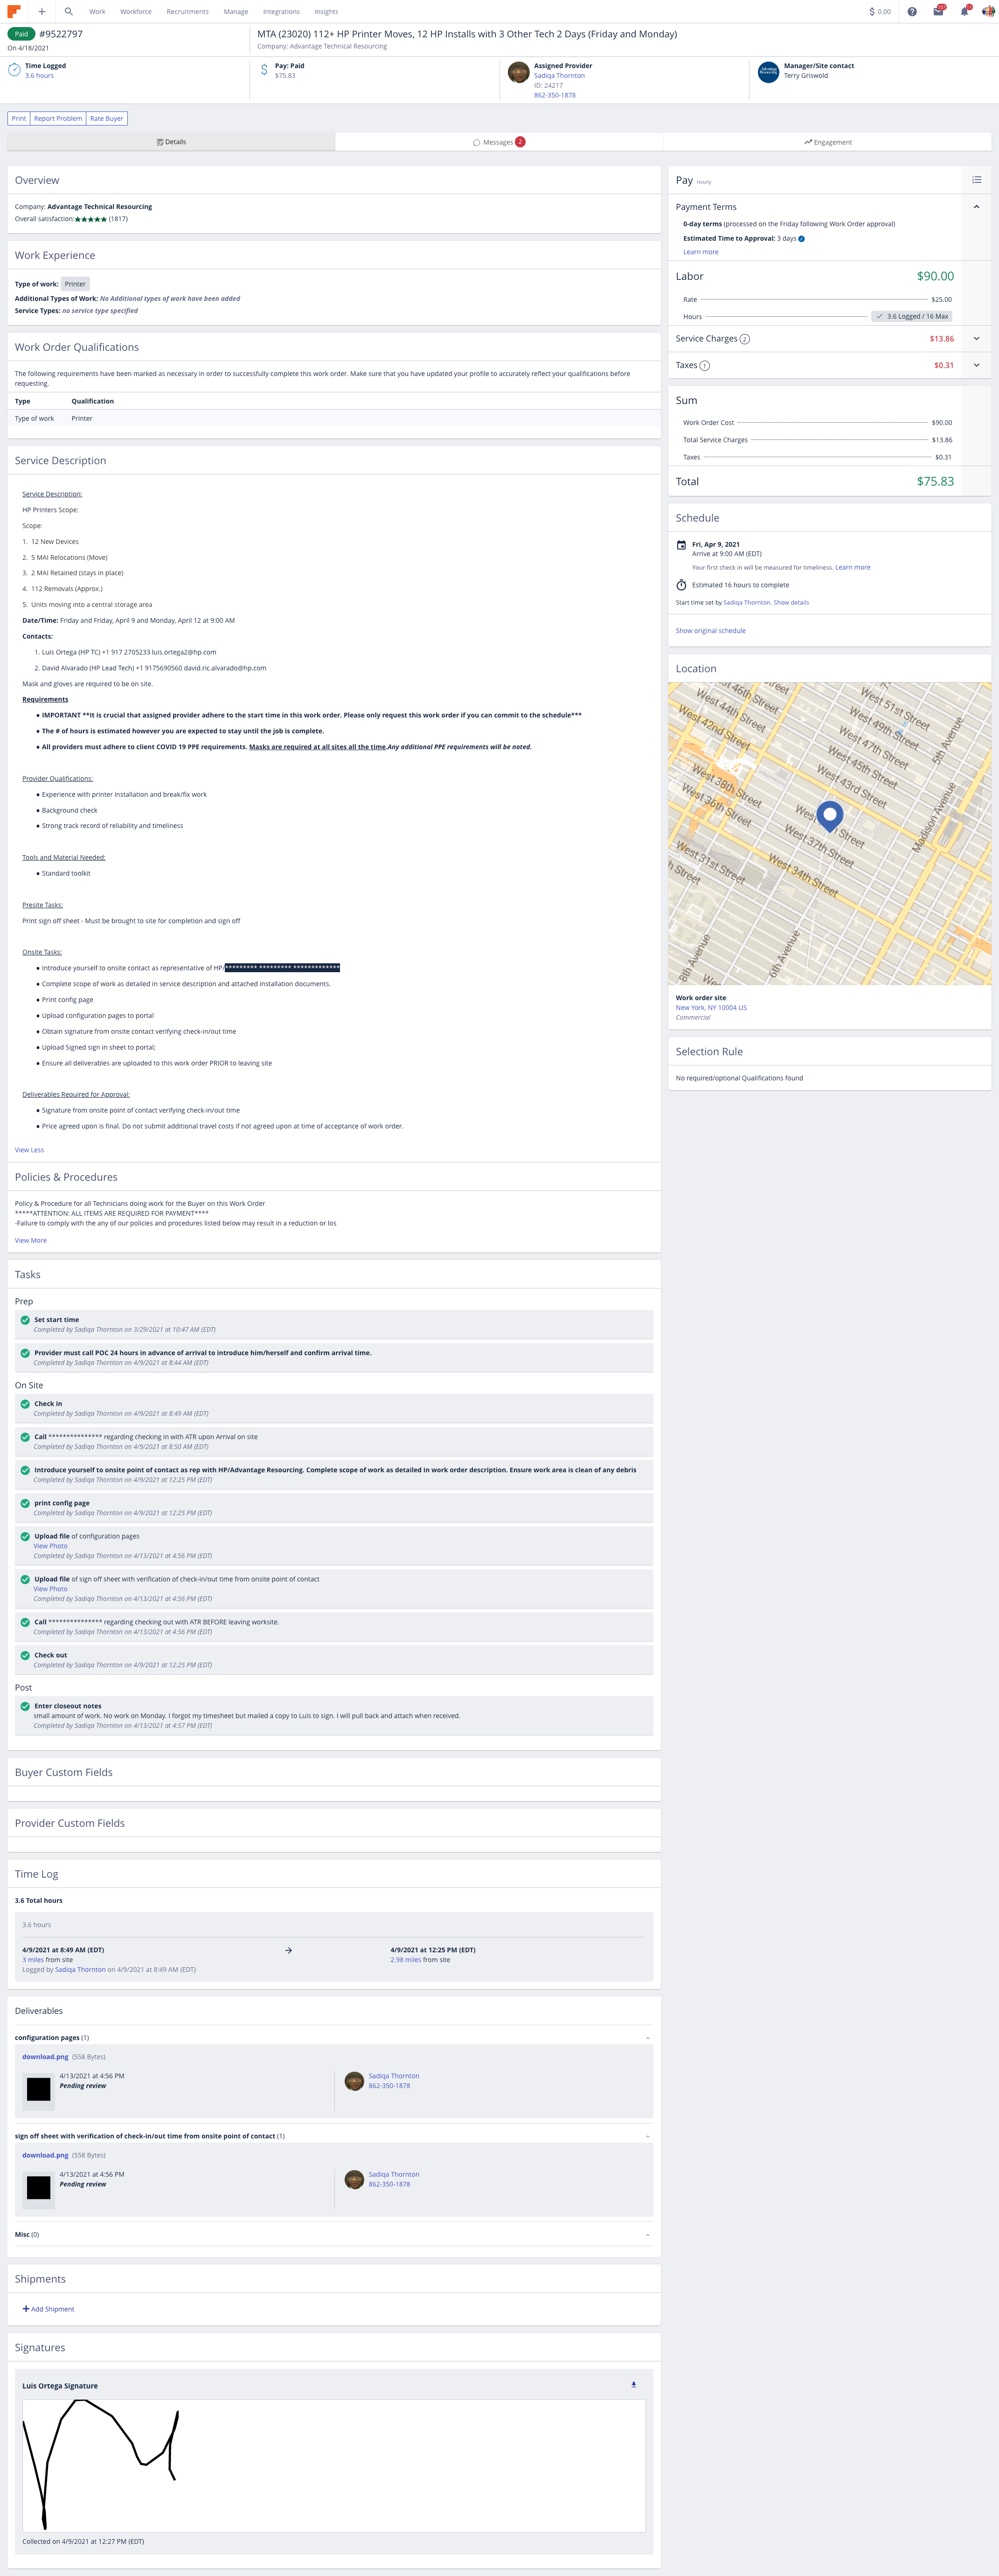 Work Workforce Recruitments Manage Integrations Insights
$ 0.00
Paid #9522797
On 4/18/2021
MTA (23020) 112+ HP Printer Moves, 12 HP Installs with 3 Other Tech 2 Days (Friday and Monday)
Company: Advantage Technical Resourcing
Time Logged
3.6 hours
Pay: Paid
$75.83
Assigned Provider
Sadiqa Thornton
ID: 24217
862-350-1878
Manager/Site contact
Terry Griswold
Print Report Problem Rate Buyer
Details
Messages 2
Engagement
Overview
Company: Advantage Technical Resourcing
Overall satisfaction:★★★★★ (1817)
Work Experience
Type of work: Printer
Additional Types of Work: No Additional types of work have been added
Service Types: no service type specified
Work Order Qualifications
The following requirements have been marked as necessary in order to successfully complete this work order. Make sure that you have updated your profile to accurately reflect your qualifications before
requesting.
Type Qualification
Type of work Printer
Service Description
Service Description:
HP Printers Scope:
Scope:
1. 12 New Devices
2. 5 MAI Relocations (Move)
3. 2 MAI Retained (stays in place)
4. 112 Removals (Approx.)
5. Units moving into a central storage area
Date/Time: Friday and Friday, April 9 and Monday, April 12 at 9:00 AM
Contacts:
1. Luis Ortega (HP TC) +1 917 2705233 luis.ortega2@hp.com
2. David Alvarado (HP Lead Tech) +1 9175690560 david.ric.alvarado@hp.com
Mask and gloves are required to be on site.
Requirements
● IMPORTANT **It is crucial that assigned provider adhere to the start time in this work order. Please only request this work order if you can commit to the schedule***
● The # of hours is estimated however you are expected to stay until the job is complete.
● All providers must adhere to client COVID 19 PPE requirements. Masks are required at all sites all the time.Any additional PPE requirements will be noted.
Provider Qualifications:
● Experience with printer installation and break/fix work
● Background check
● Strong track record of reliability and timeliness
Tools and Material Needed:
● Standard toolkit
Presite Tasks:
Print sign off sheet - Must be brought to site for completion and sign off
Onsite Tasks:
● Introduce yourself to onsite contact as representative of HP/********* ********* *************
● Complete scope of work as detailed in service description and attached installation documents.
● Print config page
● Upload configuration pages to portal
● Obtain signature from onsite contact verifying check-in/out time
● Upload Signed sign in sheet to portal;
● Ensure all deliverables are uploaded to this work order PRIOR to leaving site
Deliverables Required for Approval:
● Signature from onsite point of contact verifying check-in/out time
● Price agreed upon is final. Do not submit additional travel costs if not agreed upon at time of acceptance of work order.
View Less
Policies & Procedures
Policy & Procedure for all Technicians doing work for the Buyer on this Work Order
*****ATTENTION: ALL ITEMS ARE REQUIRED FOR PAYMENT****
-Failure to comply with the any of our policies and procedures listed below may result in a reduction or los
View More
Tasks
Prep
Set start time
Completed by Sadiqa Thornton on 3/29/2021 at 10:47 AM (EDT)
Provider must call POC 24 hours in advance of arrival to introduce him/herself and confirm arrival time.
Completed by Sadiqa Thornton on 4/9/2021 at 8:44 AM (EDT)
On Site
Check in
Completed by Sadiqa Thornton on 4/9/2021 at 8:49 AM (EDT)
Call *************** regarding checking in with ATR upon Arrival on site
Completed by Sadiqa Thornton on 4/9/2021 at 8:50 AM (EDT)
Introduce yourself to onsite point of contact as rep with HP/Advantage Resourcing. Complete scope of work as detailed in work order description. Ensure work area is clean of any debris
Completed by Sadiqa Thornton on 4/9/2021 at 12:25 PM (EDT)
print config page
Completed by Sadiqa Thornton on 4/9/2021 at 12:25 PM (EDT)
Upload file of configuration pages
View Photo
Completed by Sadiqa Thornton on 4/13/2021 at 4:56 PM (EDT)
Upload file of sign off sheet with verification of check-in/out time from onsite point of contact
View Photo
Completed by Sadiqa Thornton on 4/13/2021 at 4:56 PM (EDT)
Call *************** regarding checking out with ATR BEFORE leaving worksite.
Completed by Sadiqa Thornton on 4/13/2021 at 4:56 PM (EDT)
Check out
Completed by Sadiqa Thornton on 4/9/2021 at 12:25 PM (EDT)
Post
Enter closeout notes
small amount of work. No work on Monday. I forgot my timesheet but mailed a copy to Luis to sign. I will pull back and attach when received.
Completed by Sadiqa Thornton on 4/13/2021 at 4:57 PM (EDT)
Buyer Custom Fields
Provider Custom Fields
Time Log
3.6 Total hours
3.6 hours
4/9/2021 at 8:49 AM (EDT) → 4/9/2021 at 12:25 PM (EDT)
3 miles from site 2.98 miles from site
Logged by Sadiqa Thornton on 4/9/2021 at 8:49 AM (EDT)
Deliverables
configuration pages (1)
download.png (558 Bytes)
4/13/2021 at 4:56 PM
Pending review
Sadiqa Thornton
862-350-1878
sign off sheet with verification of check-in/out time from onsite point of contact (1)
download.png (558 Bytes)
4/13/2021 at 4:56 PM
Pending review
Sadiqa Thornton
862-350-1878
Misc (0)
Shipments
+ Add Shipment
Signatures
Luis Ortega Signature
Collected on 4/9/2021 at 12:27 PM (EDT)
Pay Hourly
Payment Terms
0-day terms (processed on the Friday following Work Order approval)
Estimated Time to Approval: 3 days
Learn more
Labor $90.00
Rate $25.00
Hours 3.6 Logged / 16 Max
Service Charges 2 $13.86
Taxes 1 $0.31
Sum
Work Order Cost $90.00
Total Service Charges $13.86
Taxes $0.31
Total $75.83
Schedule
Fri, Apr 9, 2021
Arrive at 9:00 AM (EDT)
Your first check in will be measured for timeliness. Learn more
Estimated 16 hours to complete
Start time set by Sadiqa Thornton. Show details
Show original schedule
Location
West 46th Street
West 44th Street
West 42nd Street
West 51st Street
West 49th Street
West 47th Street
West 45th Street
West 43rd Street
5th Avenue
West 38th Street
West 36th Street
West 37th Street
West 34th Street
West 31st Street
Madison Avenue
8th Avenue
6th Avenue
Work order site
New York, NY 10004 US
Commercial
Selection Rule
No required/optional Qualifications found